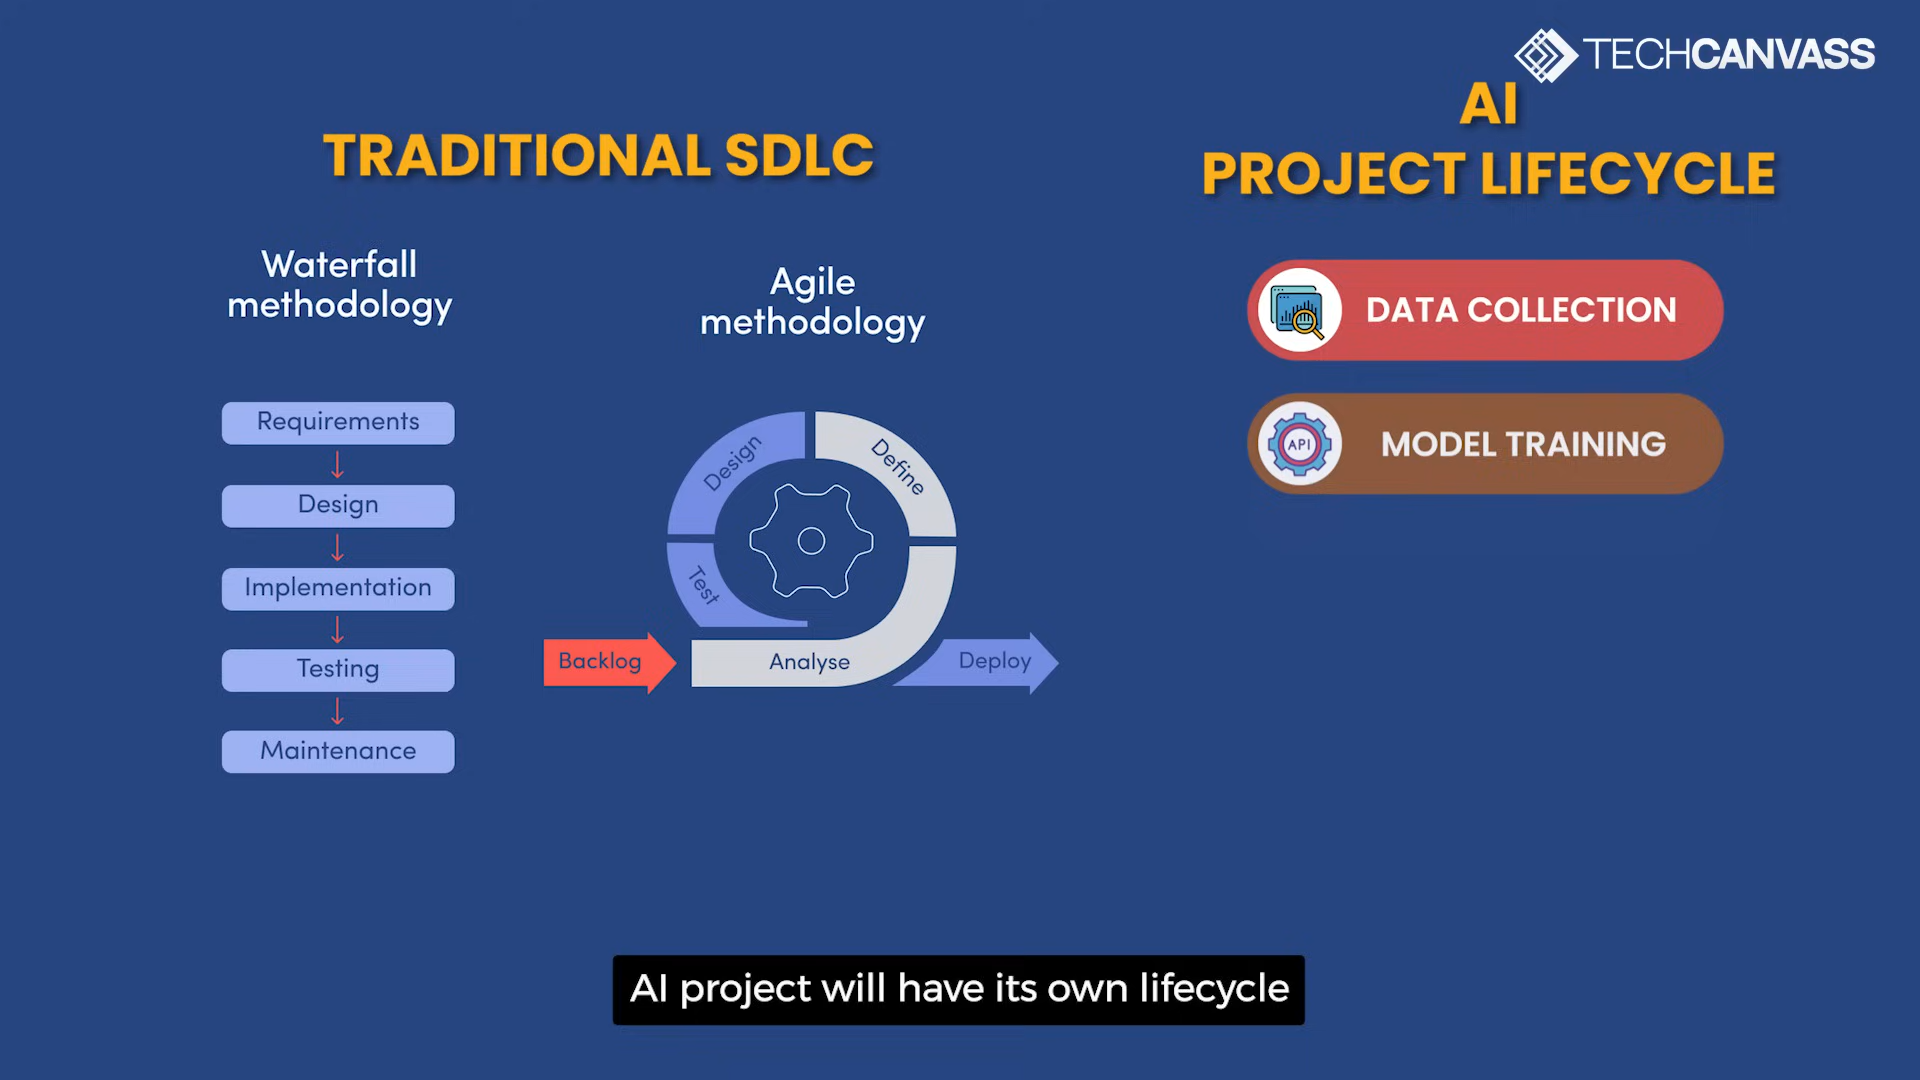 TECHCANVASS
TRADITIONAL SDLC
Waterfall
methodology
Requirements
Design
Implementation
Testing
Maintenance
Agile
methodology
Design
Define
Test
Backlog
Analyse
Deploy
AI
PROJECT LIFECYCLE
DATA COLLECTION
API
MODEL TRAINING
AI project will have its own lifecycle